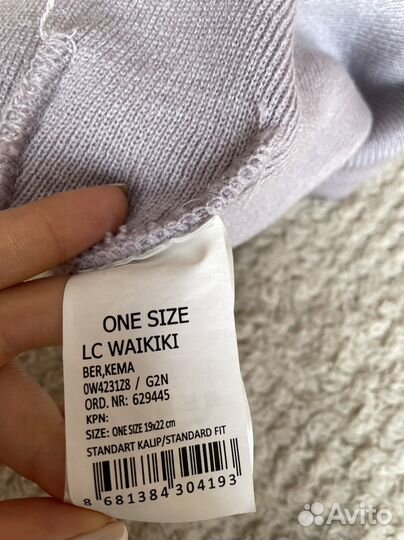 ONE SIZE
LC WAIKIKI
BER,KEMA
0W4231Z8 / G2N
ORD. NR: 629445
KPN:
SIZE: ONE SIZE 19x22 cm
STANDART KALIP/STANDARD FIT
8 681384 304193
Avito